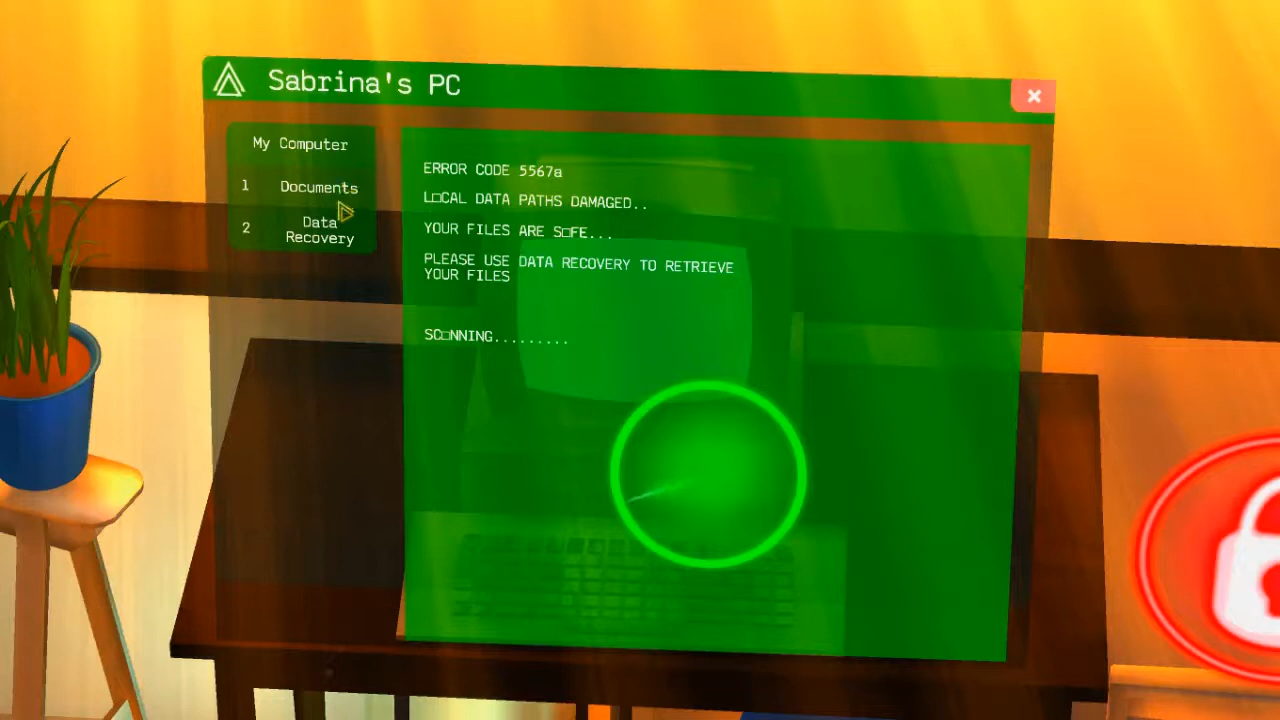 Sabrina's PC
My Computer
1 Documents
2 Data
Recovery
ERROR CODE 5567a
L□CAL DATA PATHS DAMAGED..
YOUR FILES ARE S□FE...
PLEASE USE DATA RECOVERY TO RETRIEVE
YOUR FILES
SC□NNING.........